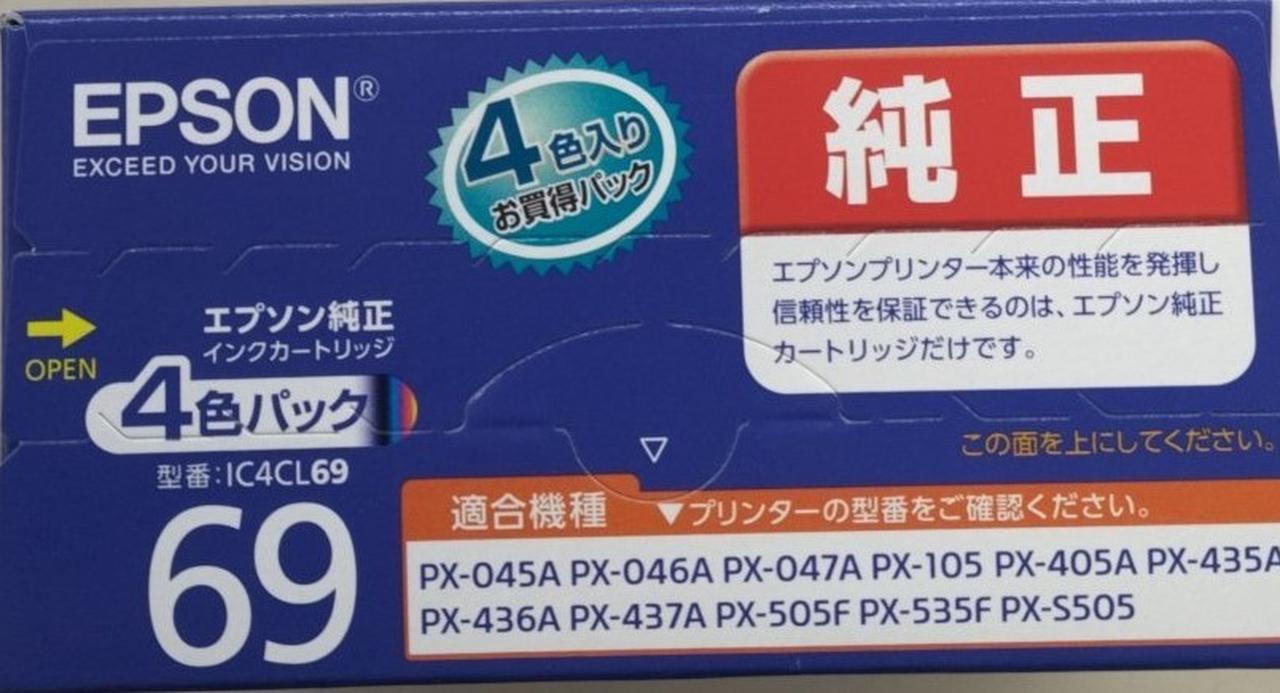 EPSON®
EXCEED YOUR VISION
4色入り
お買得パック
純正
エプソンプリンター本来の性能を発揮し
信頼性を保証できるのは、エプソン純正
カートリッジだけです。
OPEN
エプソン純正
インクカートリッジ
4色パック
型番:IC4CL69
69
この面を上にしてください。
適合機種 ▼プリンターの型番をご確認ください。
PX-045A PX-046A PX-047A PX-105 PX-405A PX-435A
PX-436A PX-437A PX-505F PX-535F PX-S505